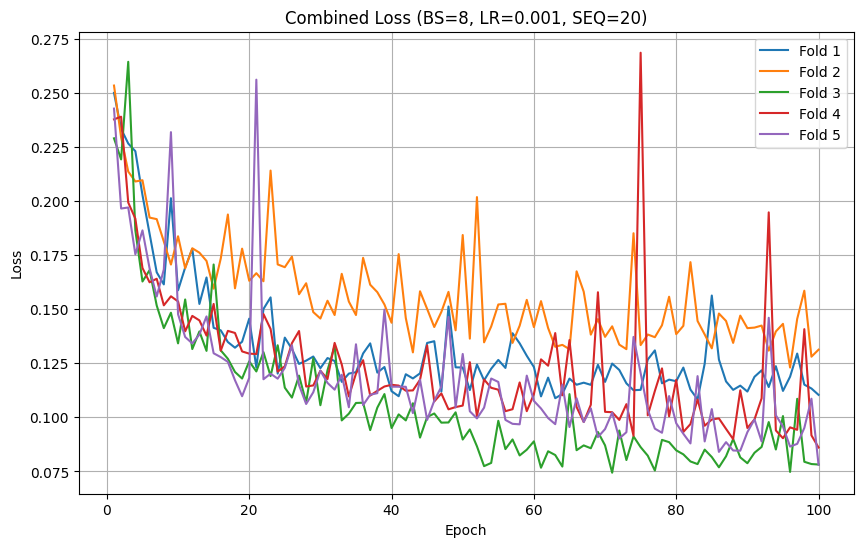 Combined Loss (BS=8, LR=0.001, SEQ=20)
0.275
0.250
0.225
0.200
0.175
0.150
0.125
0.100
0.075
Loss
Fold 1
Fold 2
Fold 3
Fold 4
Fold 5
0
20
40
60
80
100
Epoch